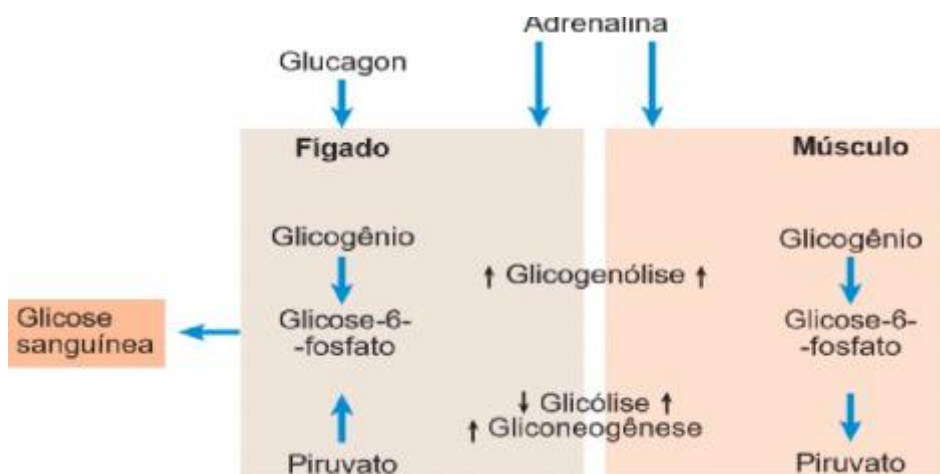 Adrenalina
Glucagon
Fígado
Músculo
Glicogênio
Glicogênio
↑ Glicogenólise ↑
Glicose
sanguínea
Glicose-6-
-fosfato
Glicose-6-
-fosfato
↓ Glicólise ↑
↑ Gliconeogênese
Piruvato
Piruvato